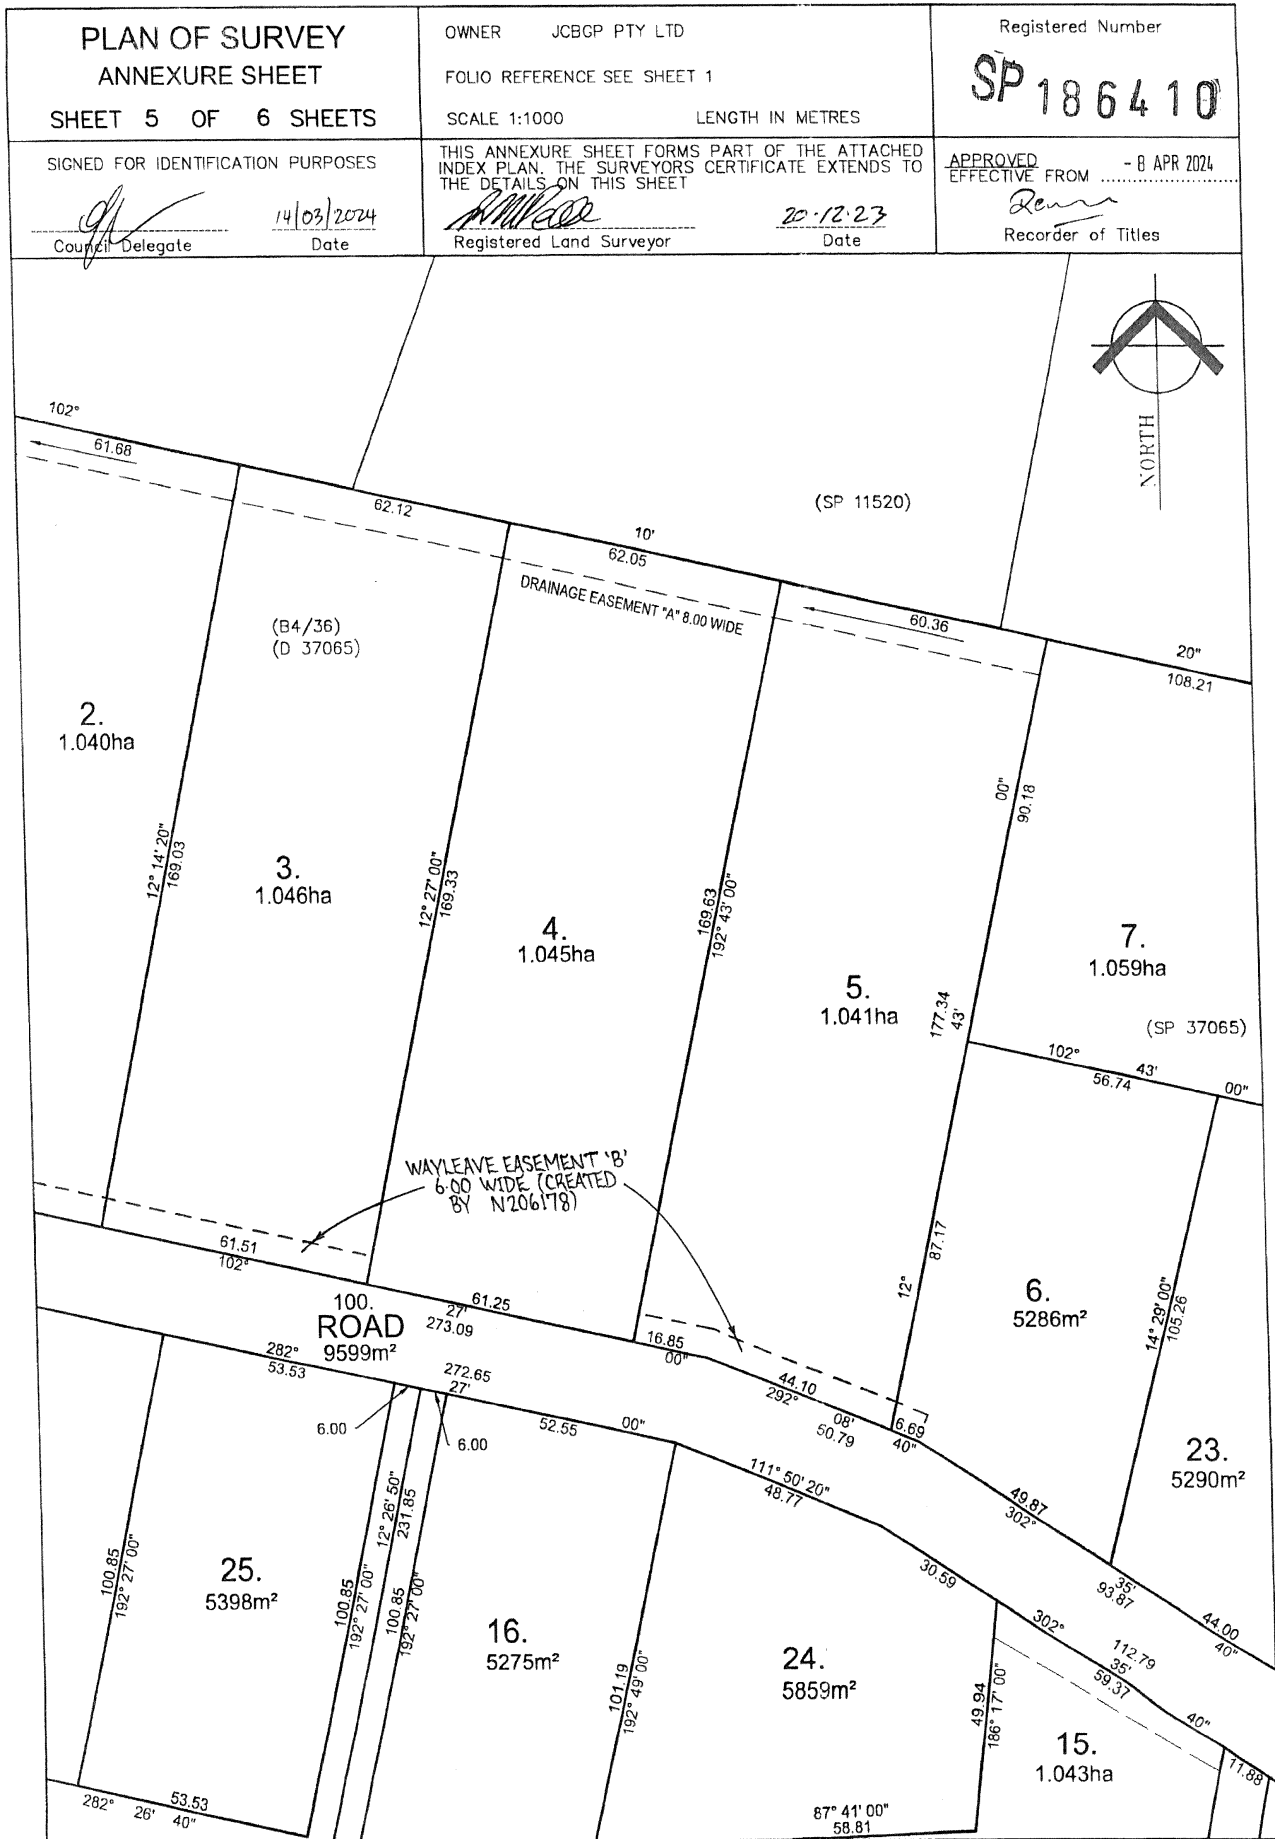 PLAN OF SURVEY
ANNEXURE SHEET
SHEET 5 OF 6 SHEETS
OWNER JCBGP PTY LTD
FOLIO REFERENCE SEE SHEET 1
SCALE 1:1000 LENGTH IN METRES
Registered Number
SP 186410
SIGNED FOR IDENTIFICATION PURPOSES
14/03/2024
Council Delegate Date
THIS ANNEXURE SHEET FORMS PART OF THE ATTACHED
INDEX PLAN. THE SURVEYORS CERTIFICATE EXTENDS TO
THE DETAILS ON THIS SHEET
20-12-23
Registered Land Surveyor Date
APPROVED
EFFECTIVE FROM - 8 APR 2024
Recorder of Titles
NORTH
102°
61.68
62.12
10'
62.05
(SP 11520)
DRAINAGE EASEMENT "A" 8.00 WIDE
60.36
20"
108.21
(B4/36)
(D 37065)
2.
1.040ha
12° 14' 20"
169.03
3.
1.046ha
12° 27' 00"
169.33
4.
1.045ha
169.63
192° 43' 00"
5.
1.041ha
00"
90.18
177.34
43'
7.
1.059ha
(SP 37065)
102°
43'
56.74
00"
WAYLEAVE EASEMENT 'B'
6.00 WIDE (CREATED
BY N206178)
61.51
102°
87.17
12°
6.
5286m²
14° 29' 00"
105.26
100.
ROAD
9599m²
61.25
27'
273.09
16.85
00"
44.10
292°
08'
50.79
6.69
40"
282°
53.53
272.65
27'
6.00
6.00
52.55
00"
111° 50' 20"
48.77
49.87
302°
23.
5290m²
25.
5398m²
100.85
192° 27' 00"
100.85
192° 27' 00"
12° 26' 50"
231.85
100.85
192° 27' 00"
16.
5275m²
101.19
192° 49' 00"
30.59
35'
93.87
44.00
40"
302°
112.79
35'
59.37
40"
24.
5859m²
49.94
186° 17' 00"
15.
1.043ha
11.88
282°
26'
40"
53.53
87° 41' 00"
58.81